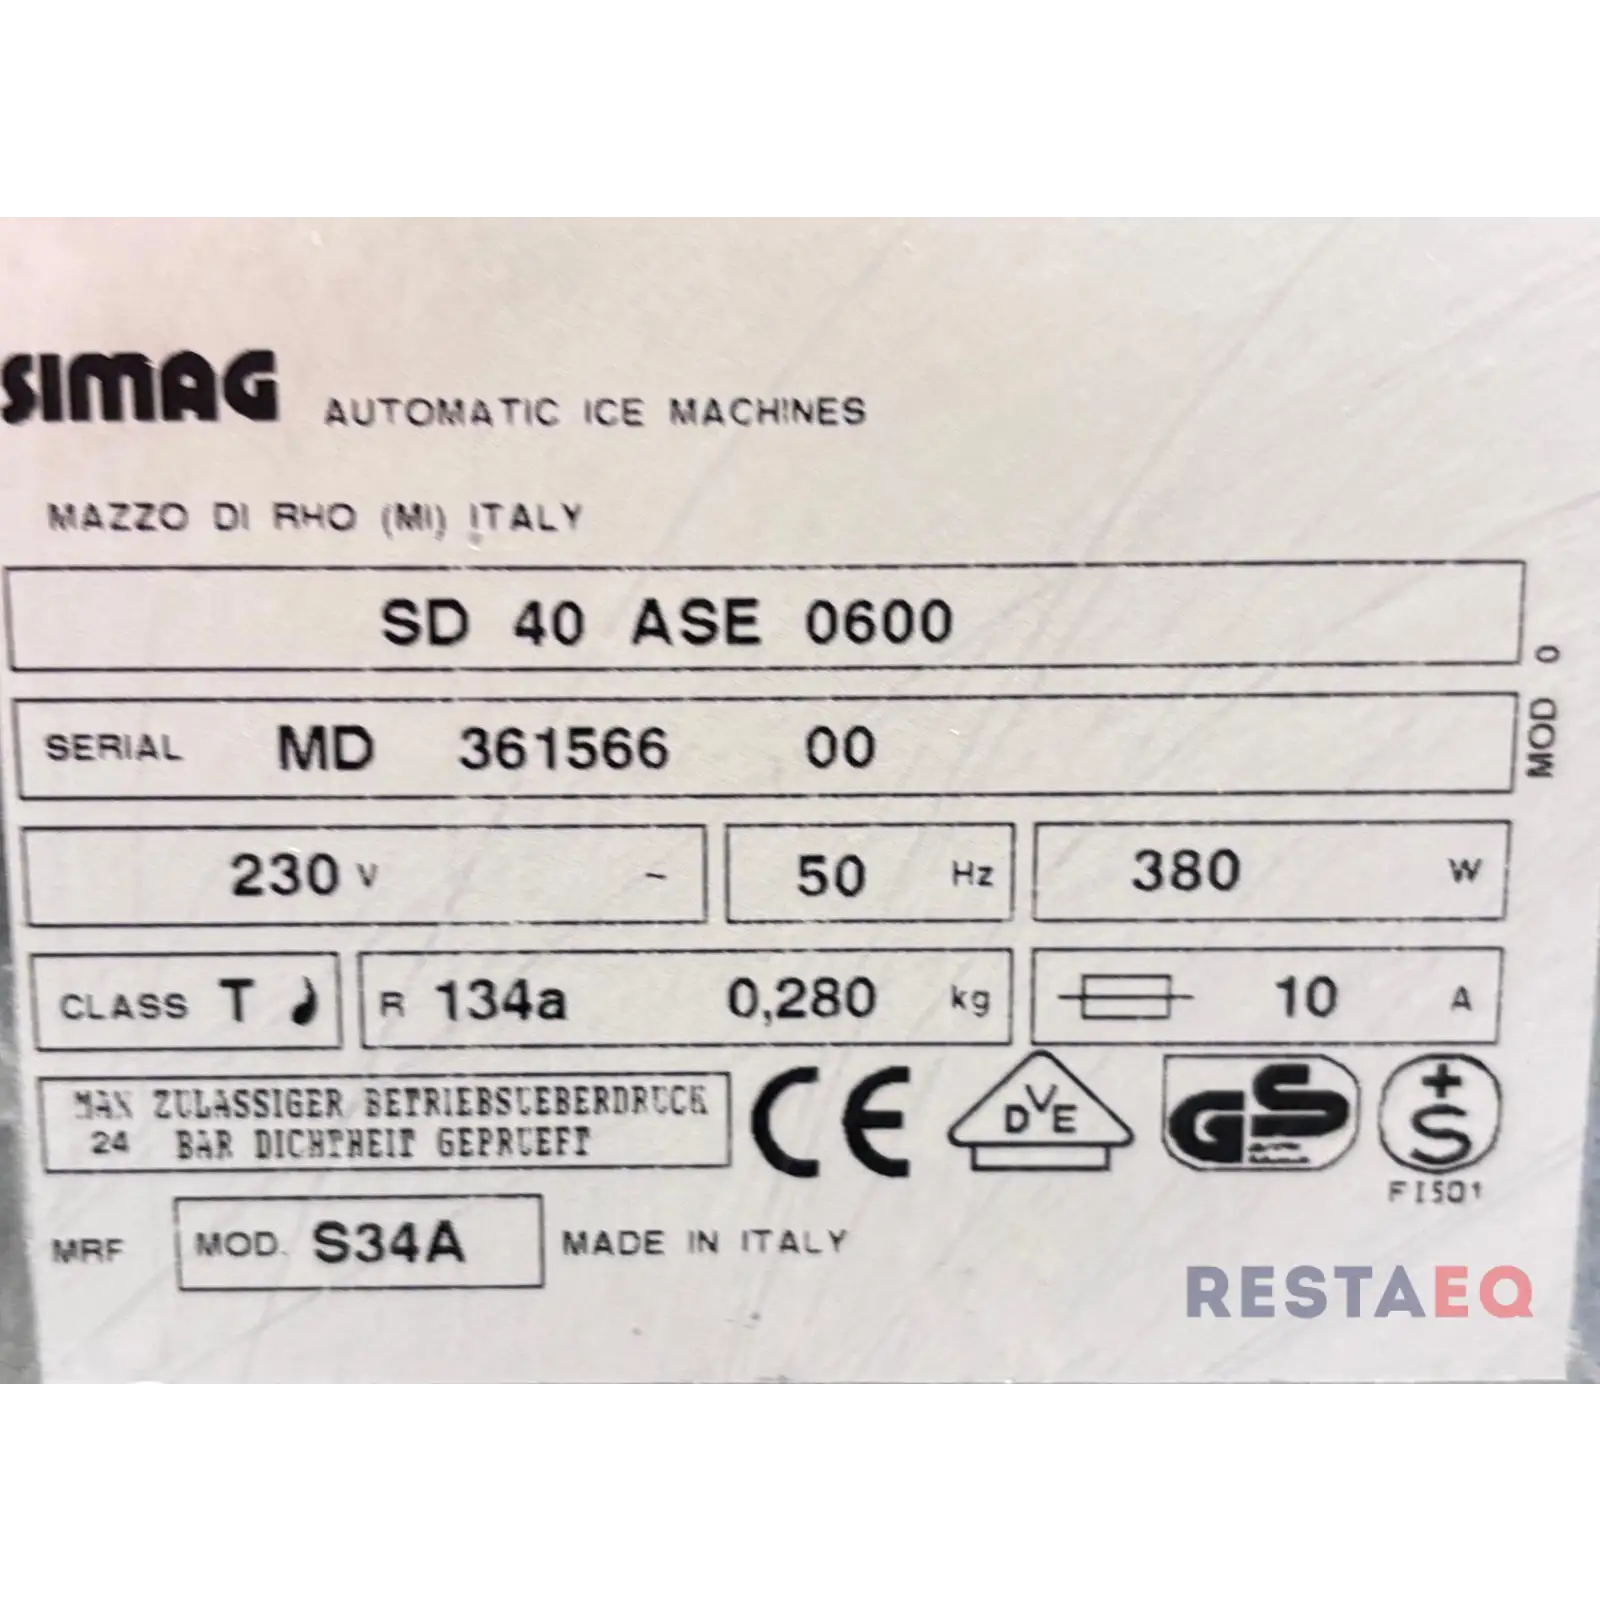 SIMAG AUTOMATIC ICE MACHINES
MAZZO DI RHO (MI) ITALY
SD 40 ASE 0600
MOD 0
SERIAL MD 361566 00
230 V ~ 50 Hz 380 W
CLASS T R 134a 0,280 kg 10 A
MAX ZULASSIGER BETRIEBSUEBERDRUCK
24 BAR DICHTHEIT GEPRUEFT
CE DVE GS +S
FI501
MRF MOD. S34A MADE IN ITALY
RESTAEQ